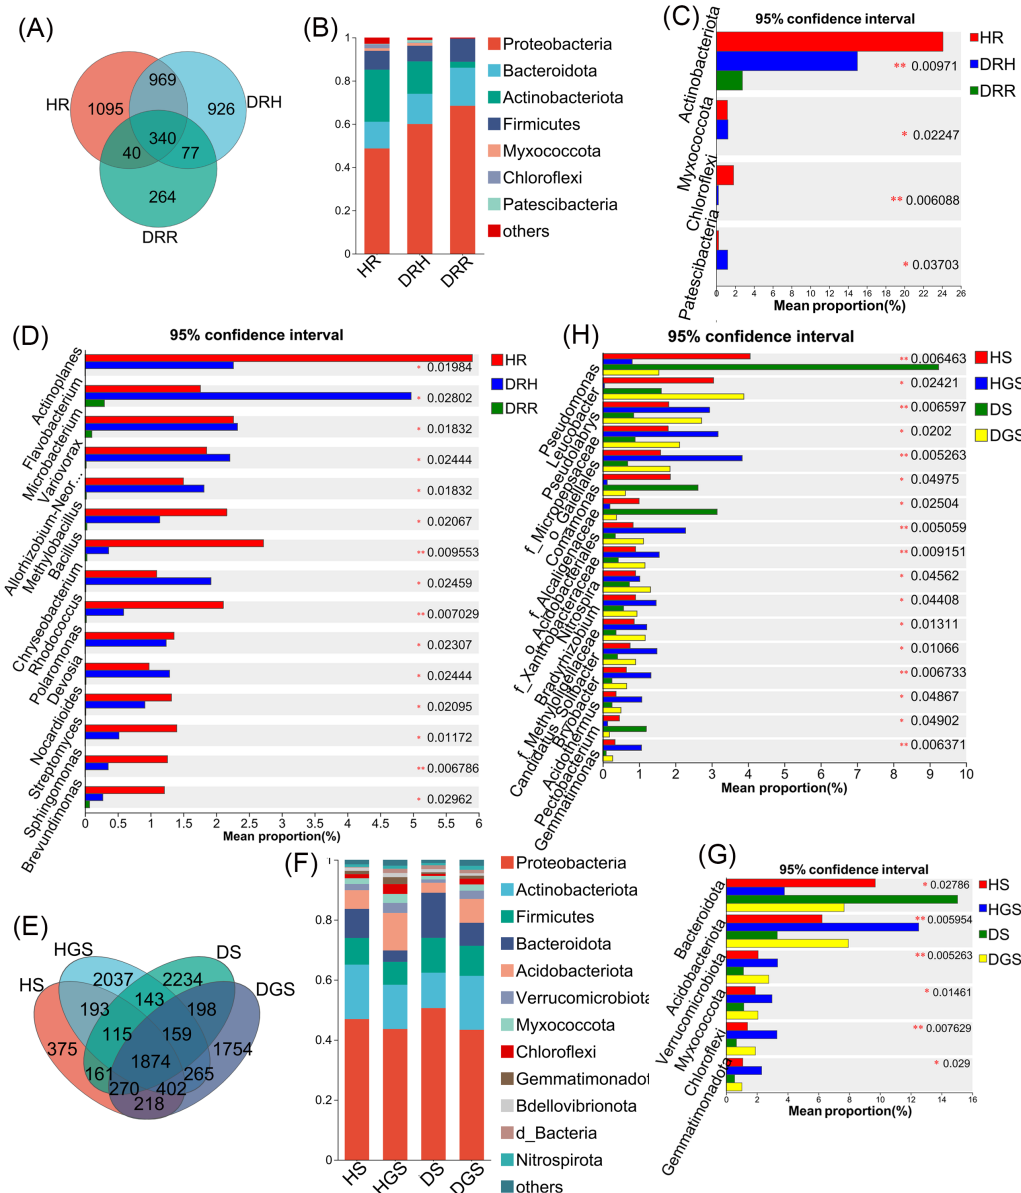 (A)
HR
DRH
DRR
1095
969
926
340
40
77
264
(B)
1
0.8
0.6
0.4
0.2
0
HR
DRH
DRR
Proteobacteria
Bacteroidota
Actinobacteriota
Firmicutes
Myxococcota
Chloroflexi
Patescibacteria
others
(C)
95% confidence interval
Actinobacteriota
Myxococcota
Chloroflexi
Patescibacteria
** 0.00971
* 0.02247
** 0.006088
* 0.03703
0 2 4 6 8 10 12 14 16 18 20 22 24 26
Mean proportion(%)
HR
DRH
DRR
(D)
95% confidence interval
Actinoplanes
Flavobacterium
Microbacterium
Variovorax
Allorhizobium-Neor...
Methylobacillus
Bacillus
Chryseobacterium
Rhodococcus
Polaromonas
Devosia
Nocardioides
Streptomyces
Sphingomonas
Brevundimonas
* 0.01984
* 0.02802
* 0.01832
* 0.02444
* 0.01832
* 0.02067
** 0.009553
* 0.02459
** 0.007029
* 0.02307
* 0.02444
* 0.02095
* 0.01172
** 0.006786
* 0.02962
0 0.5 1 1.5 2 2.5 3 3.5 4 4.5 5 5.5 6
Mean proportion(%)
HR
DRH
DRR
(H)
95% confidence interval
Pseudomonas
Leucobacter
Pseudolabrys
f_Micropepsaceae
o_Gaiellales
Comamonas
f_Alcaligenaceae
o_Acidobacteriales
f_Xanthobacteraceae
Nitrospira
Bradyrhizobium
f_Methyloligellaceae
Candidatus_Solibacter
Bryobacter
Acidothermus
Pectobacterium
Gemmatimonas
** 0.006463
* 0.02421
** 0.006597
* 0.0202
** 0.005263
* 0.04975
* 0.02504
** 0.005059
** 0.009151
* 0.04562
* 0.04408
* 0.01311
* 0.01066
** 0.006733
* 0.04867
* 0.04902
** 0.006371
0 1 2 3 4 5 6 7 8 9 10
Mean proportion(%)
HS
HGS
DS
DGS
(E)
HS
HGS
DS
DGS
375
2037
2234
1754
193
143
198
115
159
1874
161
270
402
265
218
(F)
1
0.8
0.6
0.4
0.2
0
HS
HGS
DS
DGS
Proteobacteria
Actinobacteriota
Firmicutes
Bacteroidota
Acidobacteriota
Verrucomicrobiota
Myxococcota
Chloroflexi
Gemmatimonadot
Bdellovibrionota
d_Bacteria
Nitrospirota
others
(G)
95% confidence interval
Bacteroidota
Acidobacteriota
Verrucomicrobiota
Myxococcota
Chloroflexi
Gemmatimonadota
* 0.02786
** 0.005954
** 0.005263
* 0.01461
** 0.007629
* 0.029
0 2 4 6 8 10 12 14 16
Mean proportion(%)
HS
HGS
DS
DGS